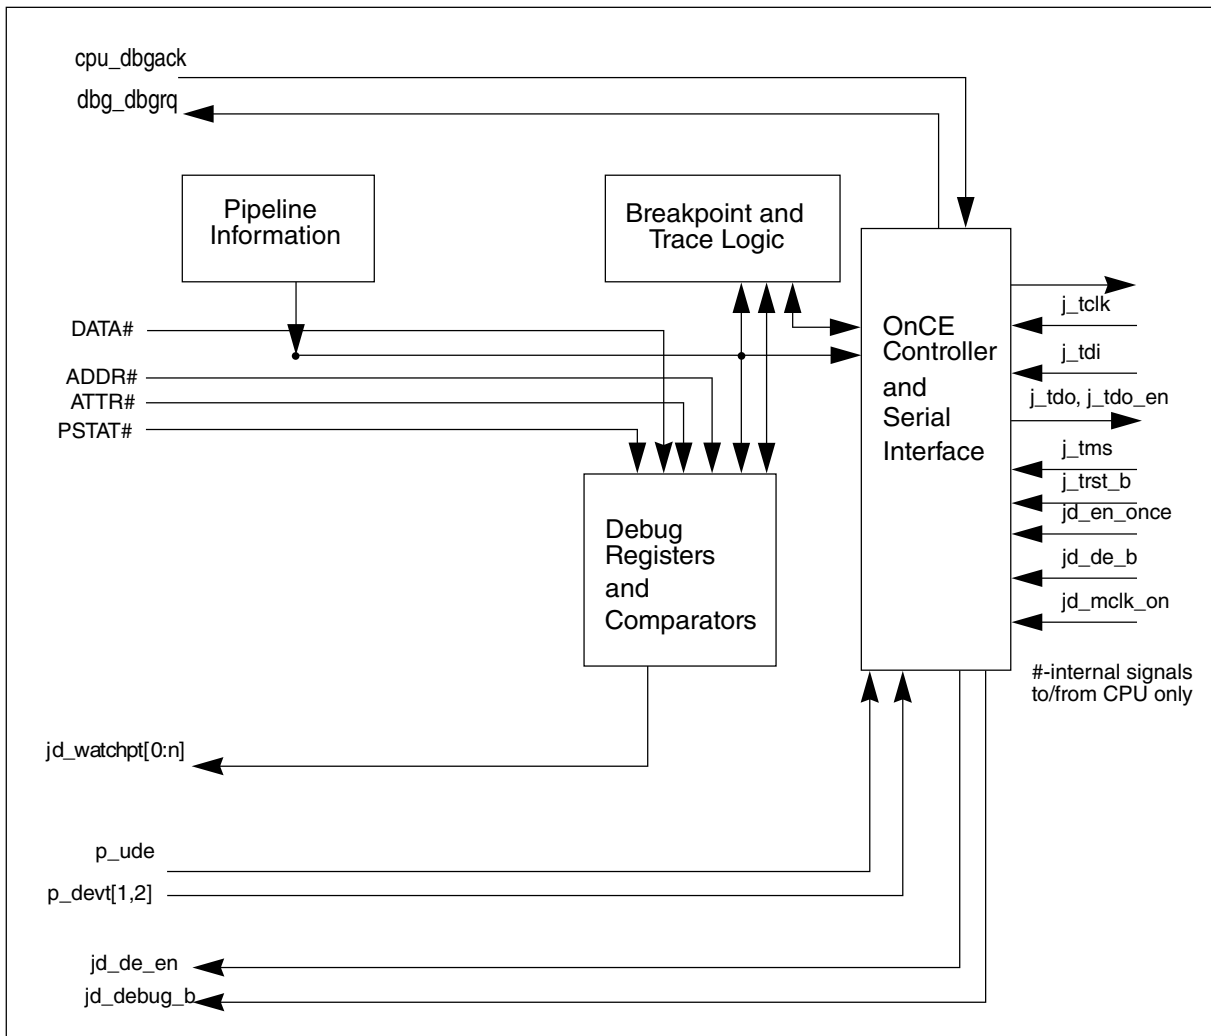 cpu_dbgack
dbg_dbgrq
Pipeline
Information
Breakpoint and
Trace Logic
DATA#
ADDR#
ATTR#
PSTAT#
OnCE
Controller
and
Serial
Interface
j_tclk
j_tdi
j_tdo, j_tdo_en
j_tms
j_trst_b
jd_en_once
jd_de_b
jd_mclk_on
#-internal signals
to/from CPU only
Debug
Registers
and
Comparators
jd_watchpt[0:n]
p_ude
p_devt[1,2]
jd_de_en
jd_debug_b